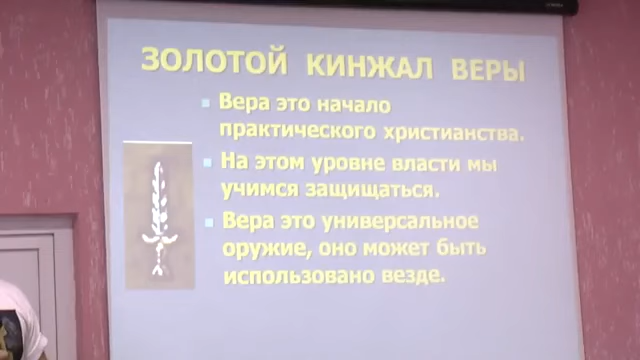 ЗОЛОТОЙ КИНЖАЛ ВЕРЫ
Вера это начало
практического христианства.
На этом уровне власти мы
учимся защищаться.
Вера это универсальное
оружие, оно может быть
использовано везде.